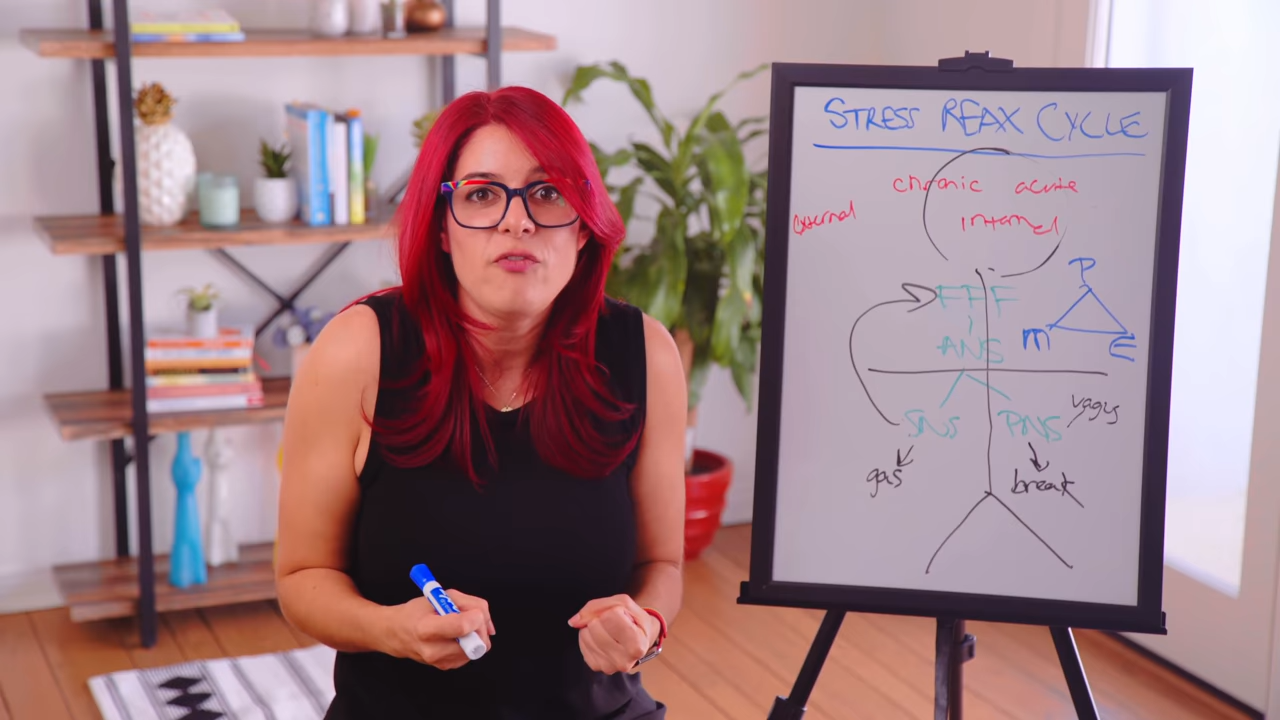 STRESS REAX CYCLE
chronic acute
external internal
FFF
P
ANS
M E
SNS PNS vagus
gas break